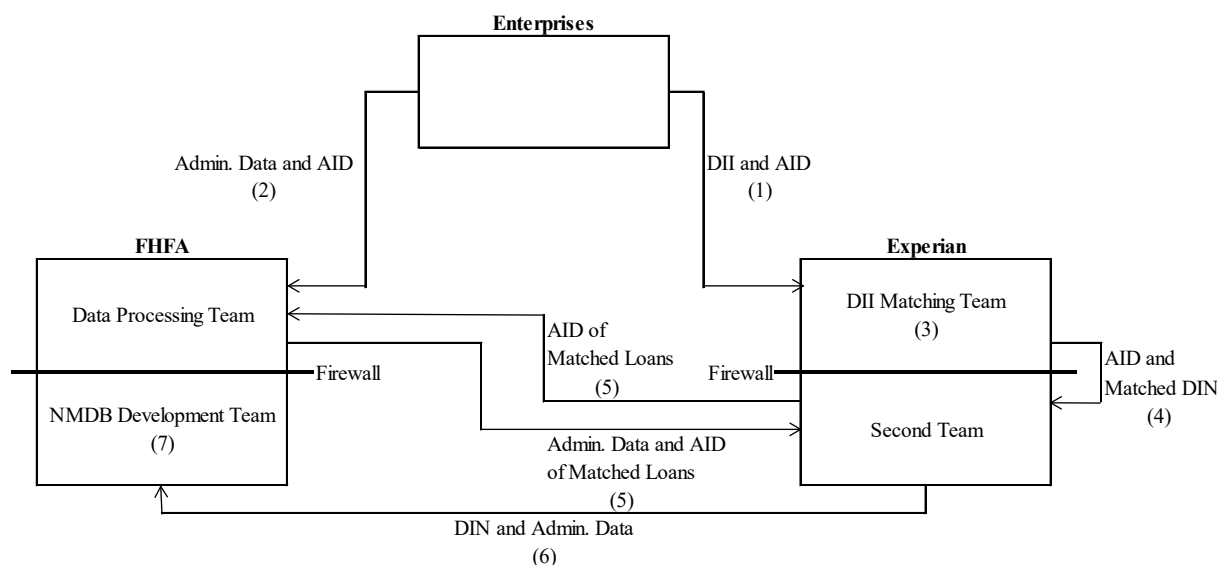 Enterprises
Admin. Data and AID
(2)
DII and AID
(1)
FHFA
Experian
Data Processing Team
DII Matching Team
(3)
AID of
Matched Loans
(5)
Firewall
Firewall
AID and
Matched DIN
(4)
NMDB Development Team
(7)
Second Team
Admin. Data and AID
of Matched Loans
(5)
DIN and Admin. Data
(6)